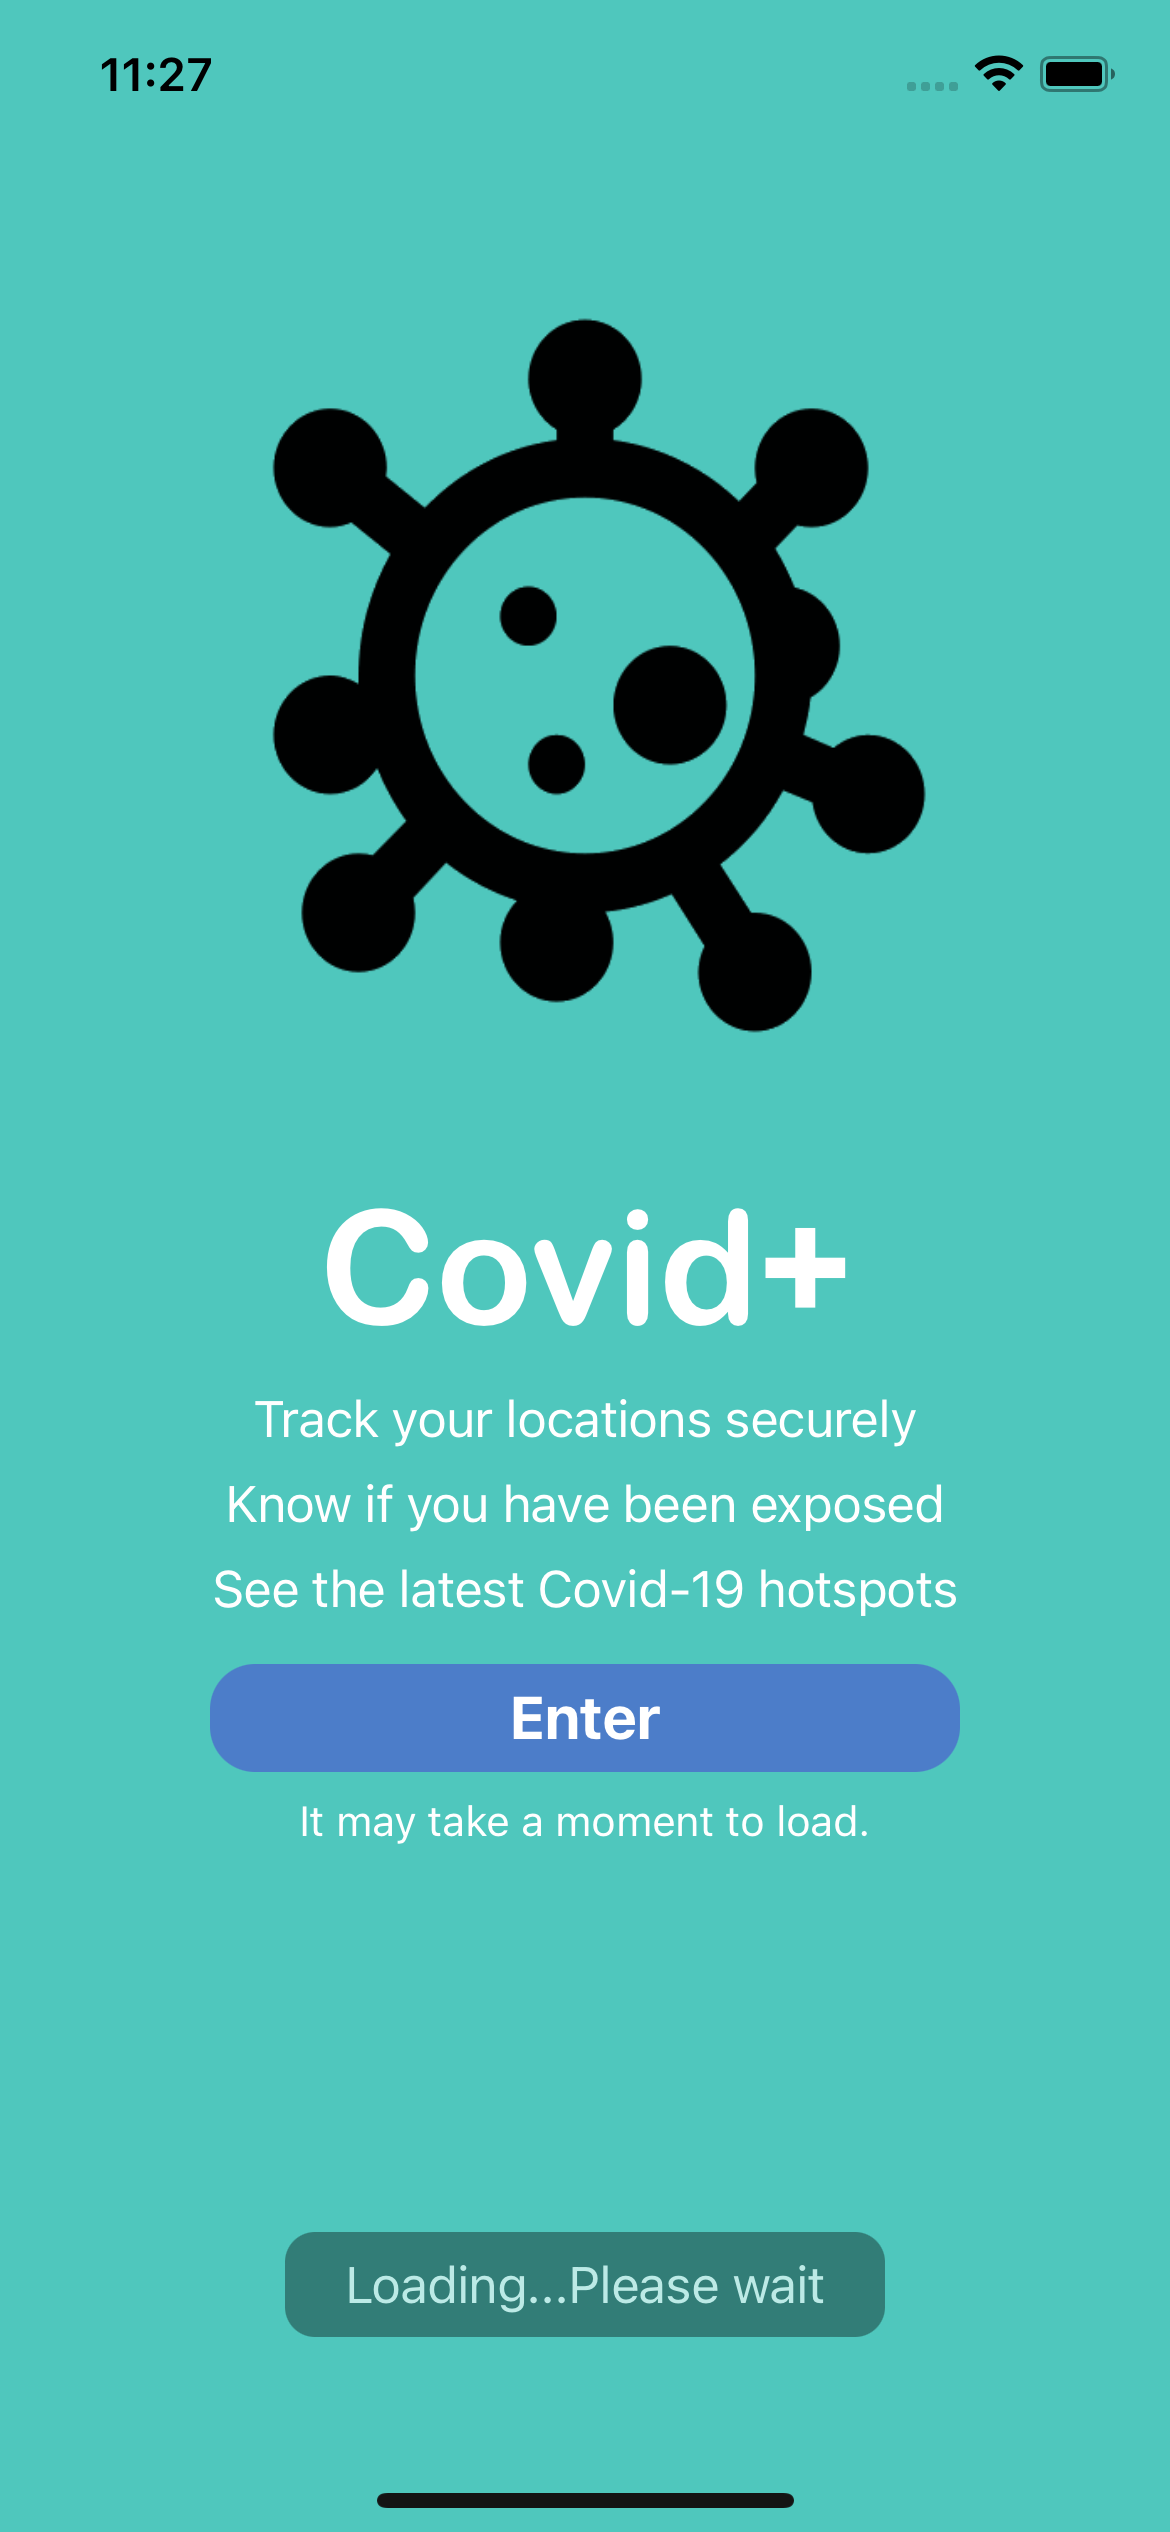 11:27
Covid+
Track your locations securely
Know if you have been exposed
See the latest Covid-19 hotspots
Enter
It may take a moment to load.
Loading...Please wait